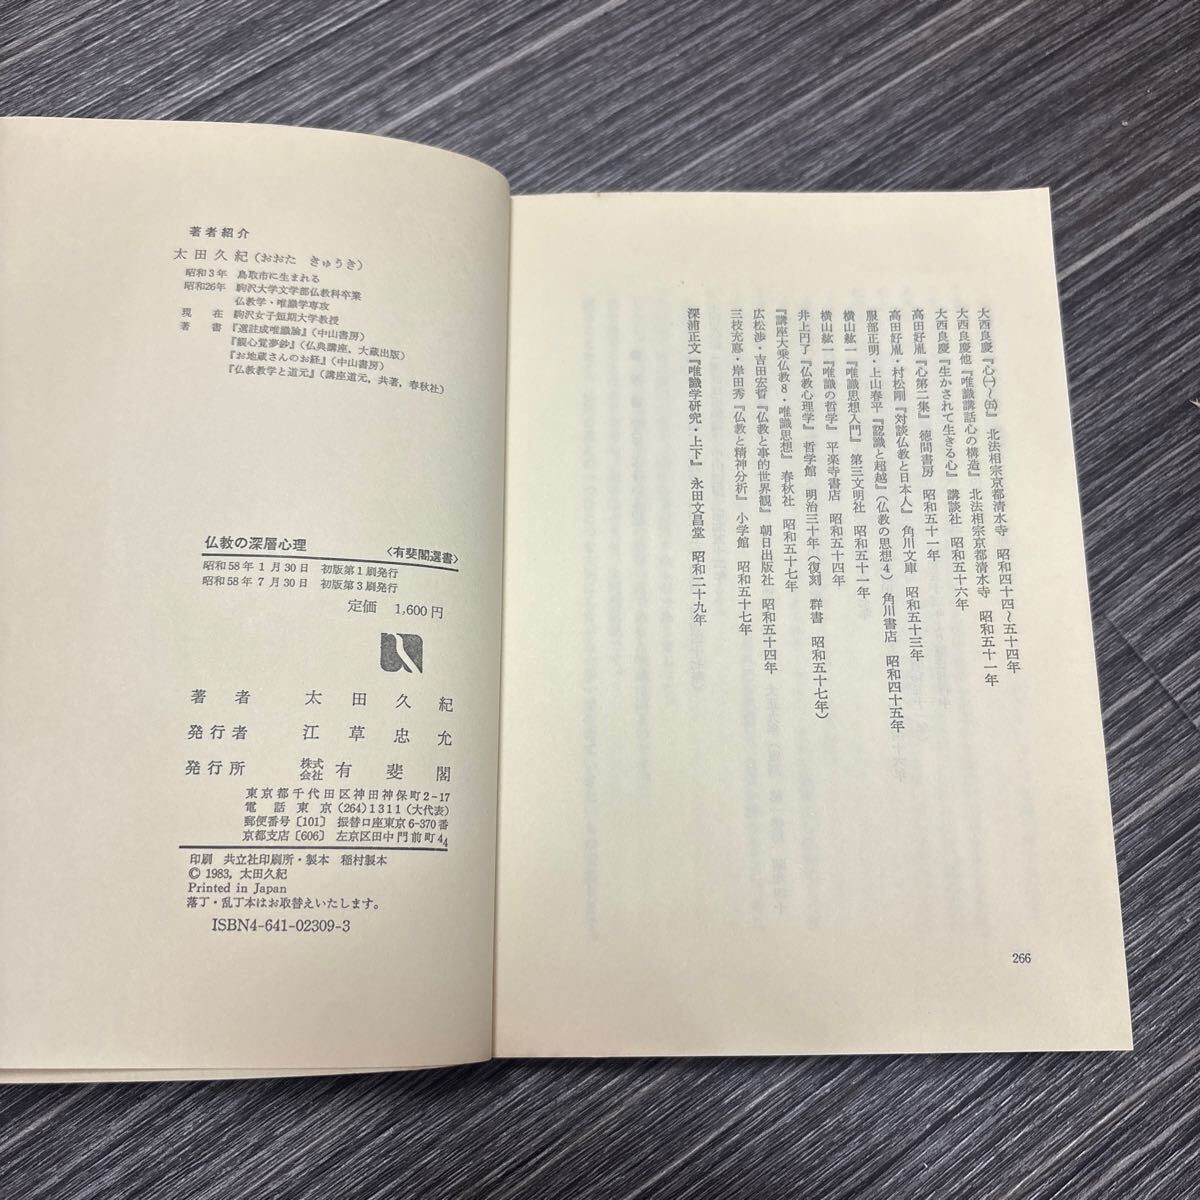 著者紹介
太田久紀(おおた きゅうき)
昭和3年 鳥取市に生まれる
昭和26年 駒沢大学文学部仏教科卒業
仏教学・唯識学専攻
現在 駒沢女子短期大学教授
著書 『選註成唯識論』(中山書房)
『観心覚夢鈔』(仏典講座, 大蔵出版)
『お地蔵さんのお経』(中山書房)
『仏教教学と道元』(講座道元, 共著, 春秋社)
仏教の深層心理 〈有斐閣選書〉
昭和58年1月30日 初版第1刷発行
昭和58年7月30日 初版第3刷発行
定価 1,600円
著者 太田久紀
発行者 江草忠允
発行所 株式会社 有斐閣
東京都千代田区神田神保町2-17
電話 東京 (264) 1311 (大代表)
郵便番号〔101〕 振替口座東京6-370番
京都支店〔606〕 左京区田中門前町44
印刷 共立社印刷所・製本 稲村製本
© 1983, 太田久紀
Printed in Japan
落丁・乱丁本はお取替えいたします。
ISBN4-641-02309-3
大西良慶『心㈠〜㈤』 北法相宗京都清水寺 昭和四十四〜五十四年
大西良慶他『唯識講話心の構造』 北法相宗京都清水寺 昭和五十一年
大西良慶『生かされて生きる心』 講談社 昭和五十六年
高田好胤『心第二集』 徳間書房 昭和五十一年
高田好胤・村松剛『対談仏教と日本人』 角川文庫 昭和五十三年
服部正明・上山春平『認識と超越』(仏教の思想4) 角川書店 昭和四十五年
横山紘一『唯識思想入門』 第三文明社 昭和五十一年
横山紘一『唯識の哲学』 平楽寺書店 昭和五十四年
井上円了『仏教心理学』 哲学館 明治三十年(復刻 群書 昭和五十七年)
『講座大乗仏教8・唯識思想』 春秋社 昭和五十七年
広松渉・吉田宏晢『仏教と事的世界観』 朝日出版社 昭和五十四年
三枝充悳・岸田秀『仏教と精神分析』 小学館 昭和五十七年
深浦正文『唯識学研究・上下』 永田文昌堂 昭和二十九年
266